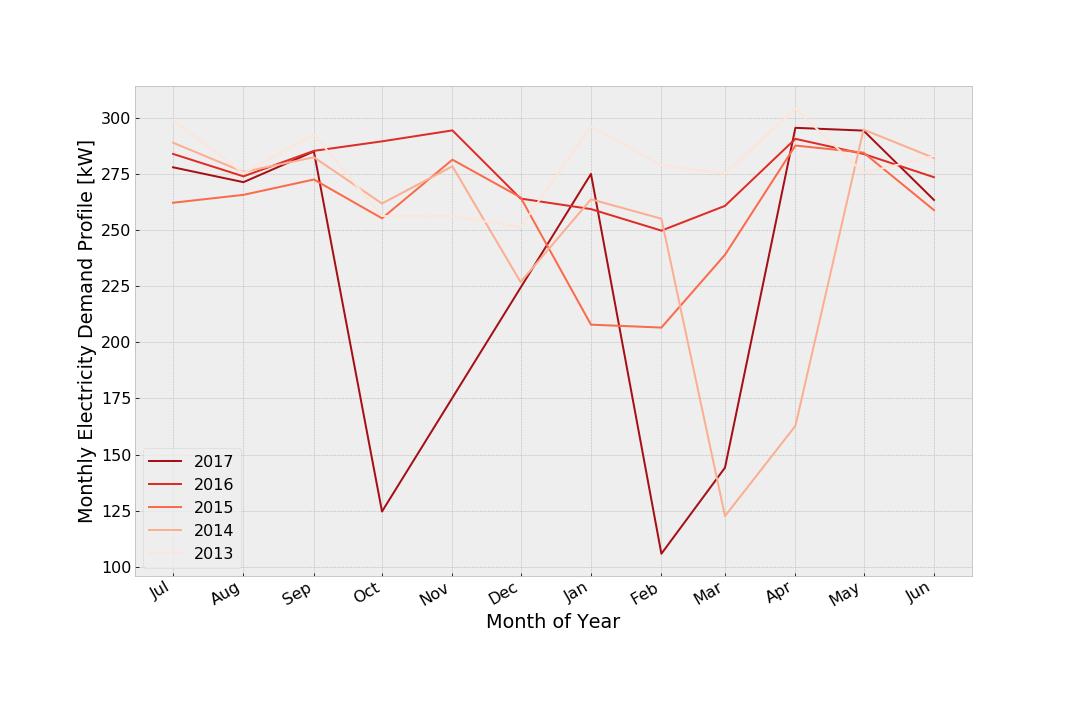 Monthly Electricity Demand Profile [kW]
300
275
250
225
200
175
150
125
100
2017
2016
2015
2014
2013
Jul
Aug
Sep
Oct
Nov
Dec
Jan
Feb
Mar
Apr
May
Jun
Month of Year